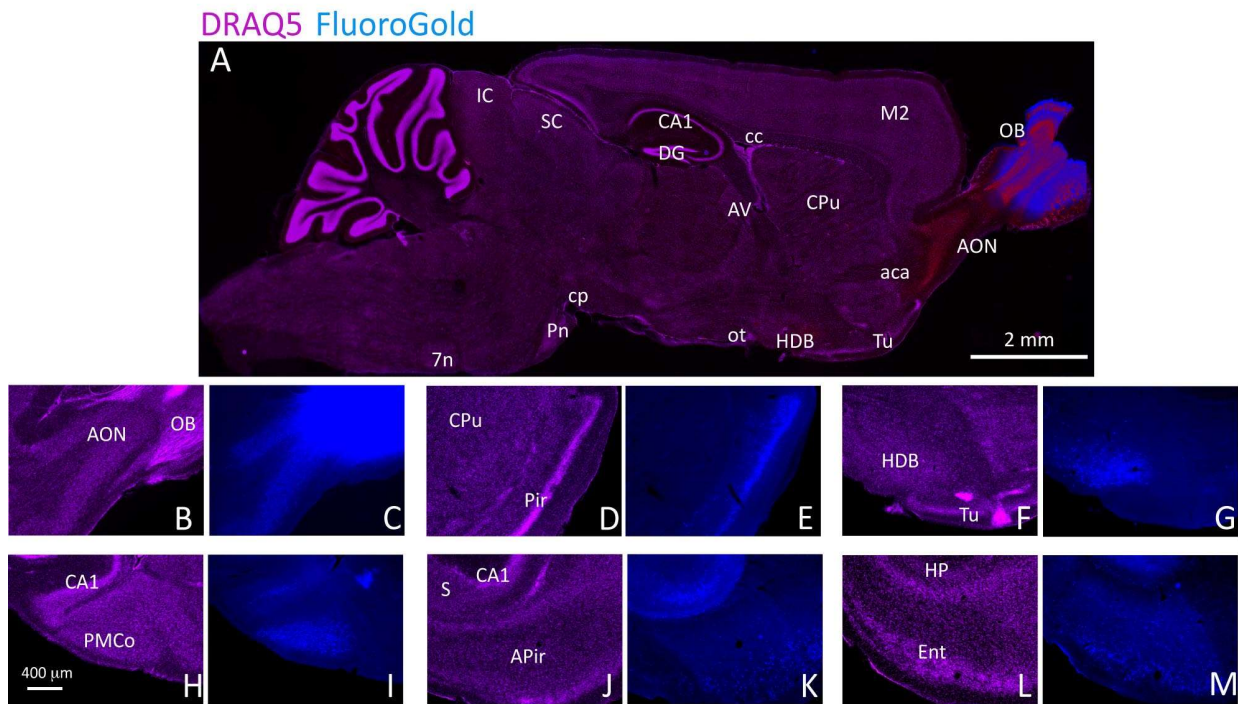 DRAQ5 FluoroGold
A
IC
SC
CA1
DG
cc
M2
OB
AV
CPu
AON
aca
cp
Pn
7n
ot
HDB
Tu
2 mm
AON
OB
B
C
CPu
Pir
D
E
HDB
Tu
F
G
CA1
PMCo
400 µm
H
I
S
CA1
APir
J
K
HP
Ent
L
M